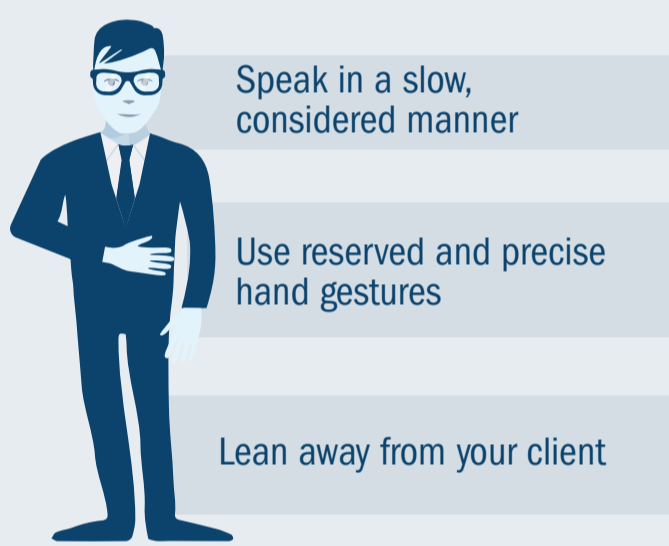 Speak in a slow,
considered manner
Use reserved and precise
hand gestures
Lean away from your client